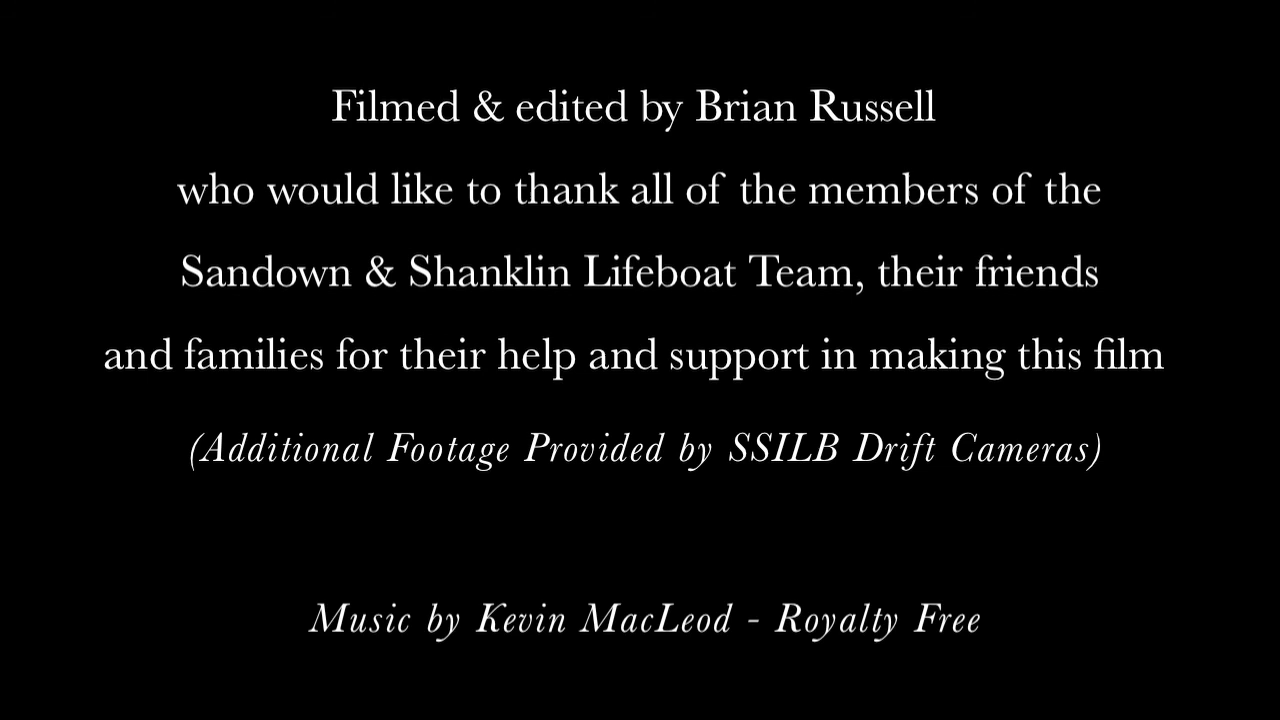 Filmed & edited by Brian Russell
who would like to thank all of the members of the
Sandown & Shanklin Lifeboat Team, their friends
and families for their help and support in making this film
(Additional Footage Provided by SSILB Drift Cameras)
Music by Kevin MacLeod - Royalty Free